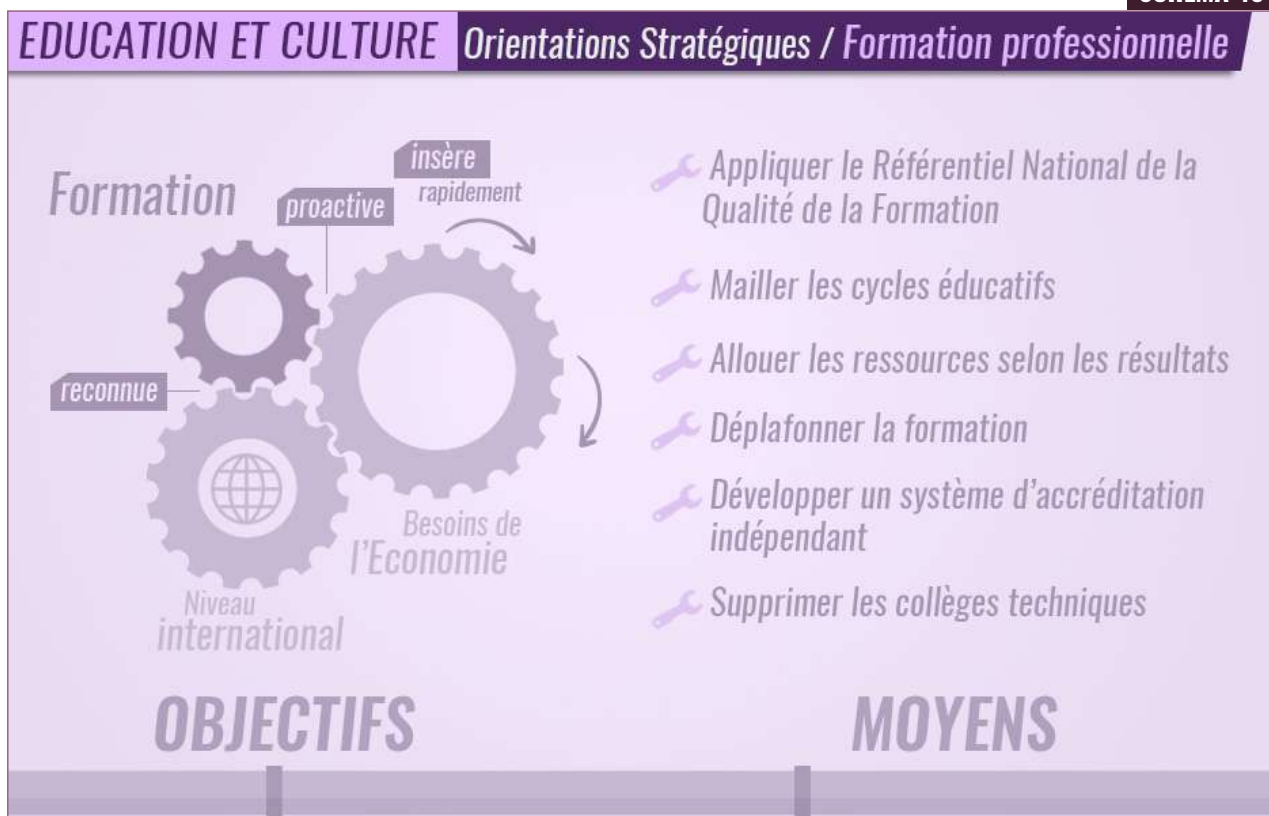 EDUCATION ET CULTURE Orientations Stratégiques / Formation professionnelle
Formation
proactive
insère
rapidement
reconnue
Besoins de
l'Economie
Niveau
international
OBJECTIFS
Appliquer le Référentiel National de la
Qualité de la Formation
Mailler les cycles éducatifs
Allouer les ressources selon les résultats
Déplafonner la formation
Développer un système d'accréditation
indépendant
Supprimer les collèges techniques
MOYENS